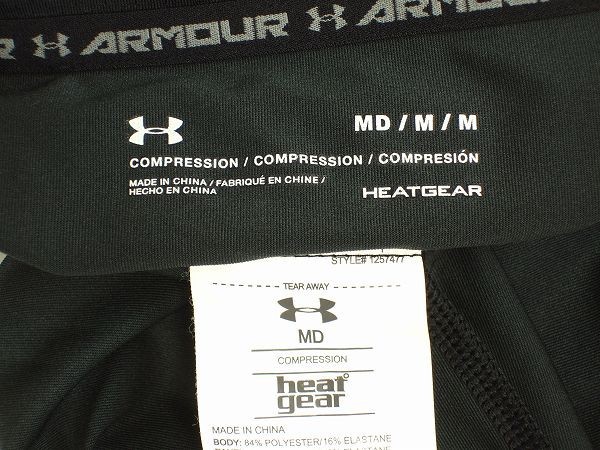 ARMOUR
MD / M / M
COMPRESSION / COMPRESSION / COMPRESIÓN
MADE IN CHINA / FABRIQUÉ EN CHINE /
HECHO EN CHINA
HEATGEAR
STYLE# 1257477
TEAR AWAY
MD
COMPRESSION
heat
gear
MADE IN CHINA
BODY: 84% POLYESTER/16% ELASTANE